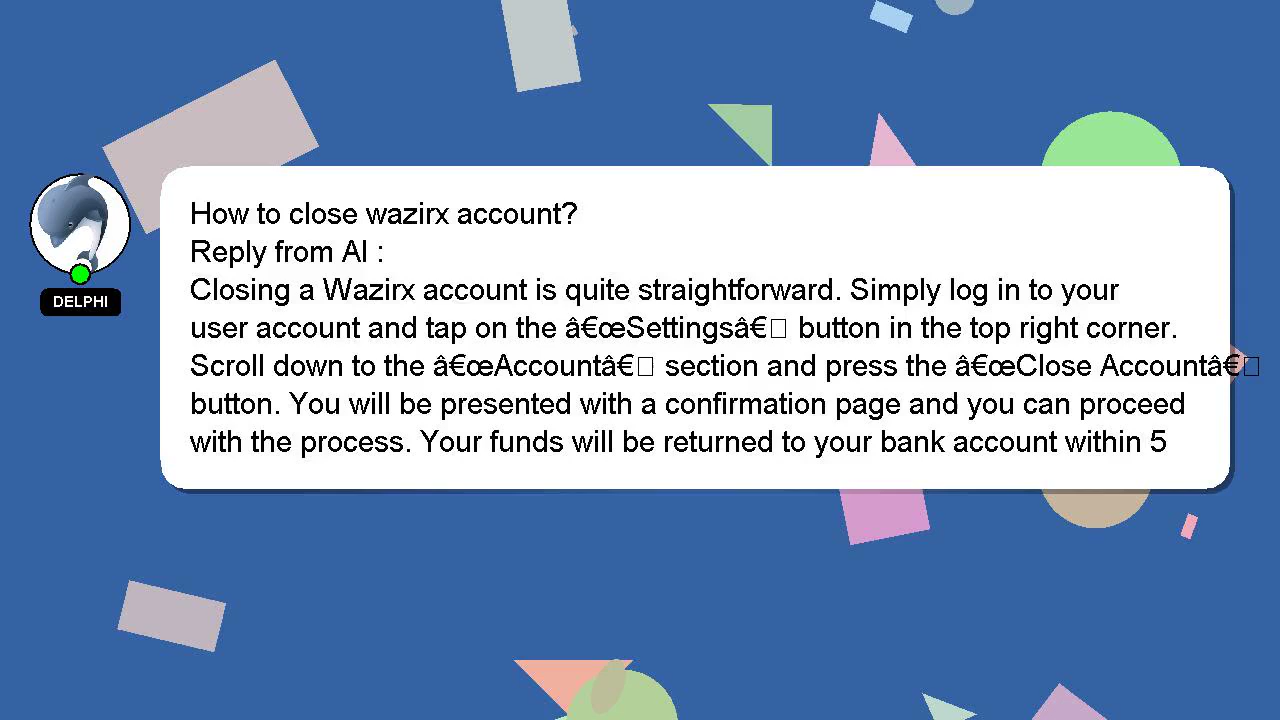 How to close wazirx account?
Reply from AI :
Closing a Wazirx account is quite straightforward. Simply log in to your
user account and tap on the â€œSettingsâ€□ button in the top right corner.
Scroll down to the â€œAccountâ€□ section and press the â€œClose Accountâ€□
button. You will be presented with a confirmation page and you can proceed
with the process. Your funds will be returned to your bank account within 5
DELPHI